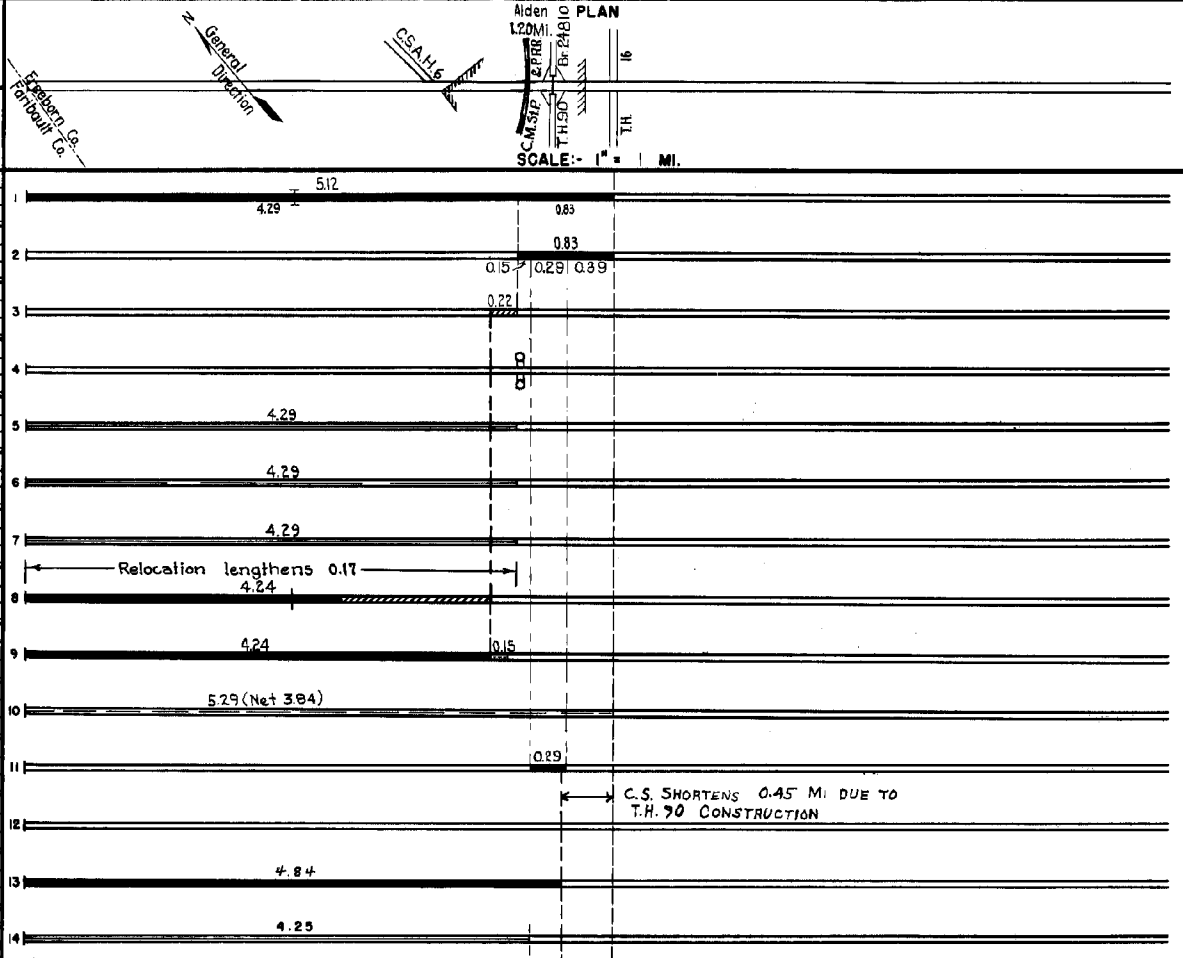 Alden PLAN
1.20MI.
N
General
Direction
C.S.A.H.6
Freeborn Co.
Faribault Co.
C.M.St.P. & P.RR
Br. 24810
T.H.90
16
T.H.
SCALE:- 1" = 1 MI.
5.12
1
4.29 0.83
0.83
2
0.15 0.29 0.39
0.22
3
4
4.29
5
4.29
6
4.29
7
Relocation lengthens 0.17
4.24
8
4.24 0.15
9
5.29 (Net 3.84)
10
0.29
11
C.S. SHORTENS 0.45 MI DUE TO
T.H. 90 CONSTRUCTION
12
4.84
13
4.25
14